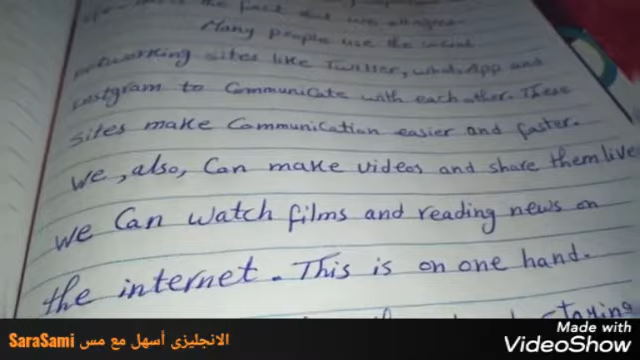 Many people use the social
networking sites like Twitter, whatsApp and
instgram to Communicate with each other. These
sites make Communication easier and faster.
We, also, Can make videos and share them live
we Can watch films and reading news on
the internet. This is on one hand.
SaraSami الانجليزى أسهل مع مس
Made with
VideoShow